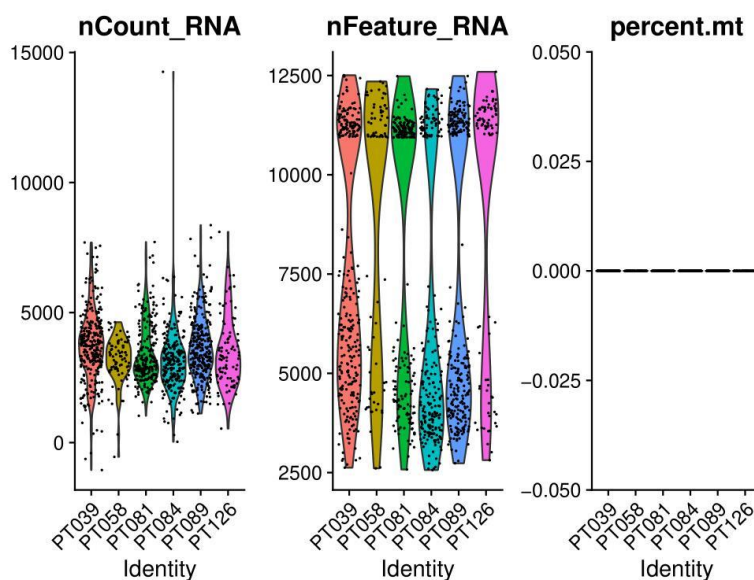 nCount_RNA
15000
10000
5000
0
PT039
PT058
PT081
PT084
PT089
PT126
Identity
nFeature_RNA
12500
10000
7500
5000
2500
PT039
PT058
PT081
PT084
PT089
PT126
Identity
percent.mt
0.050
0.025
0.000
−0.025
−0.050
PT039
PT058
PT081
PT084
PT089
PT126
Identity